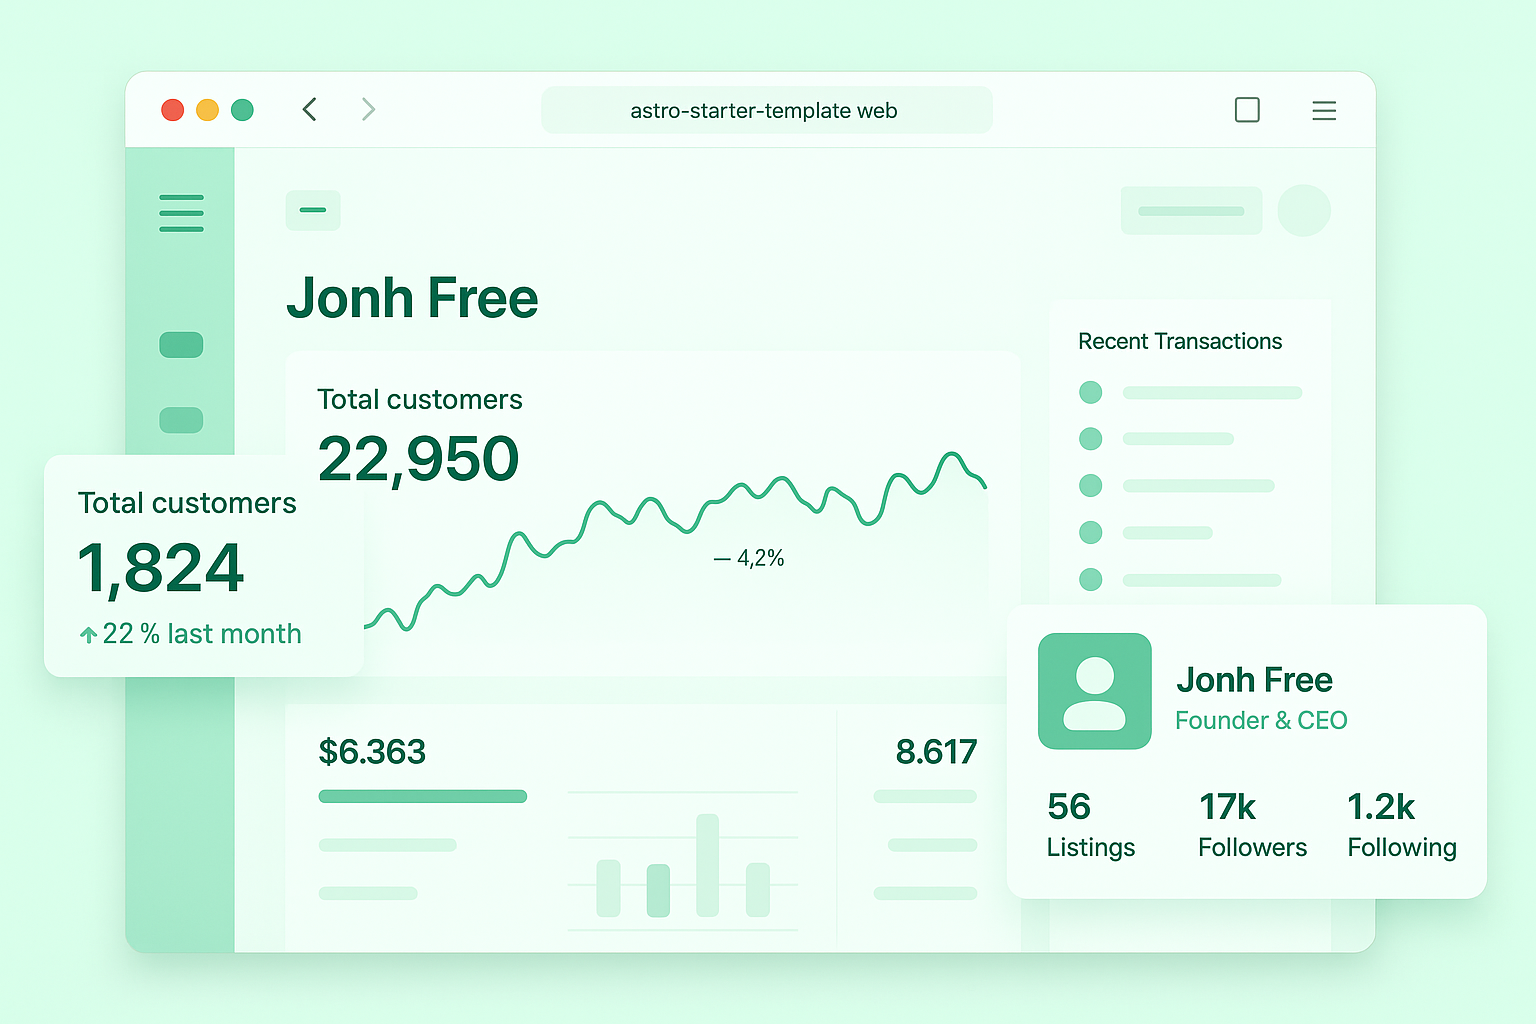 astro-starter-template web
Jonh Free
Total customers
22,950
— 4,2%
Recent Transactions
Total customers
1,824
↑ 22 % last month
$6.363
8.617
Jonh Free
Founder & CEO
56
Listings
17k
Followers
1.2k
Following